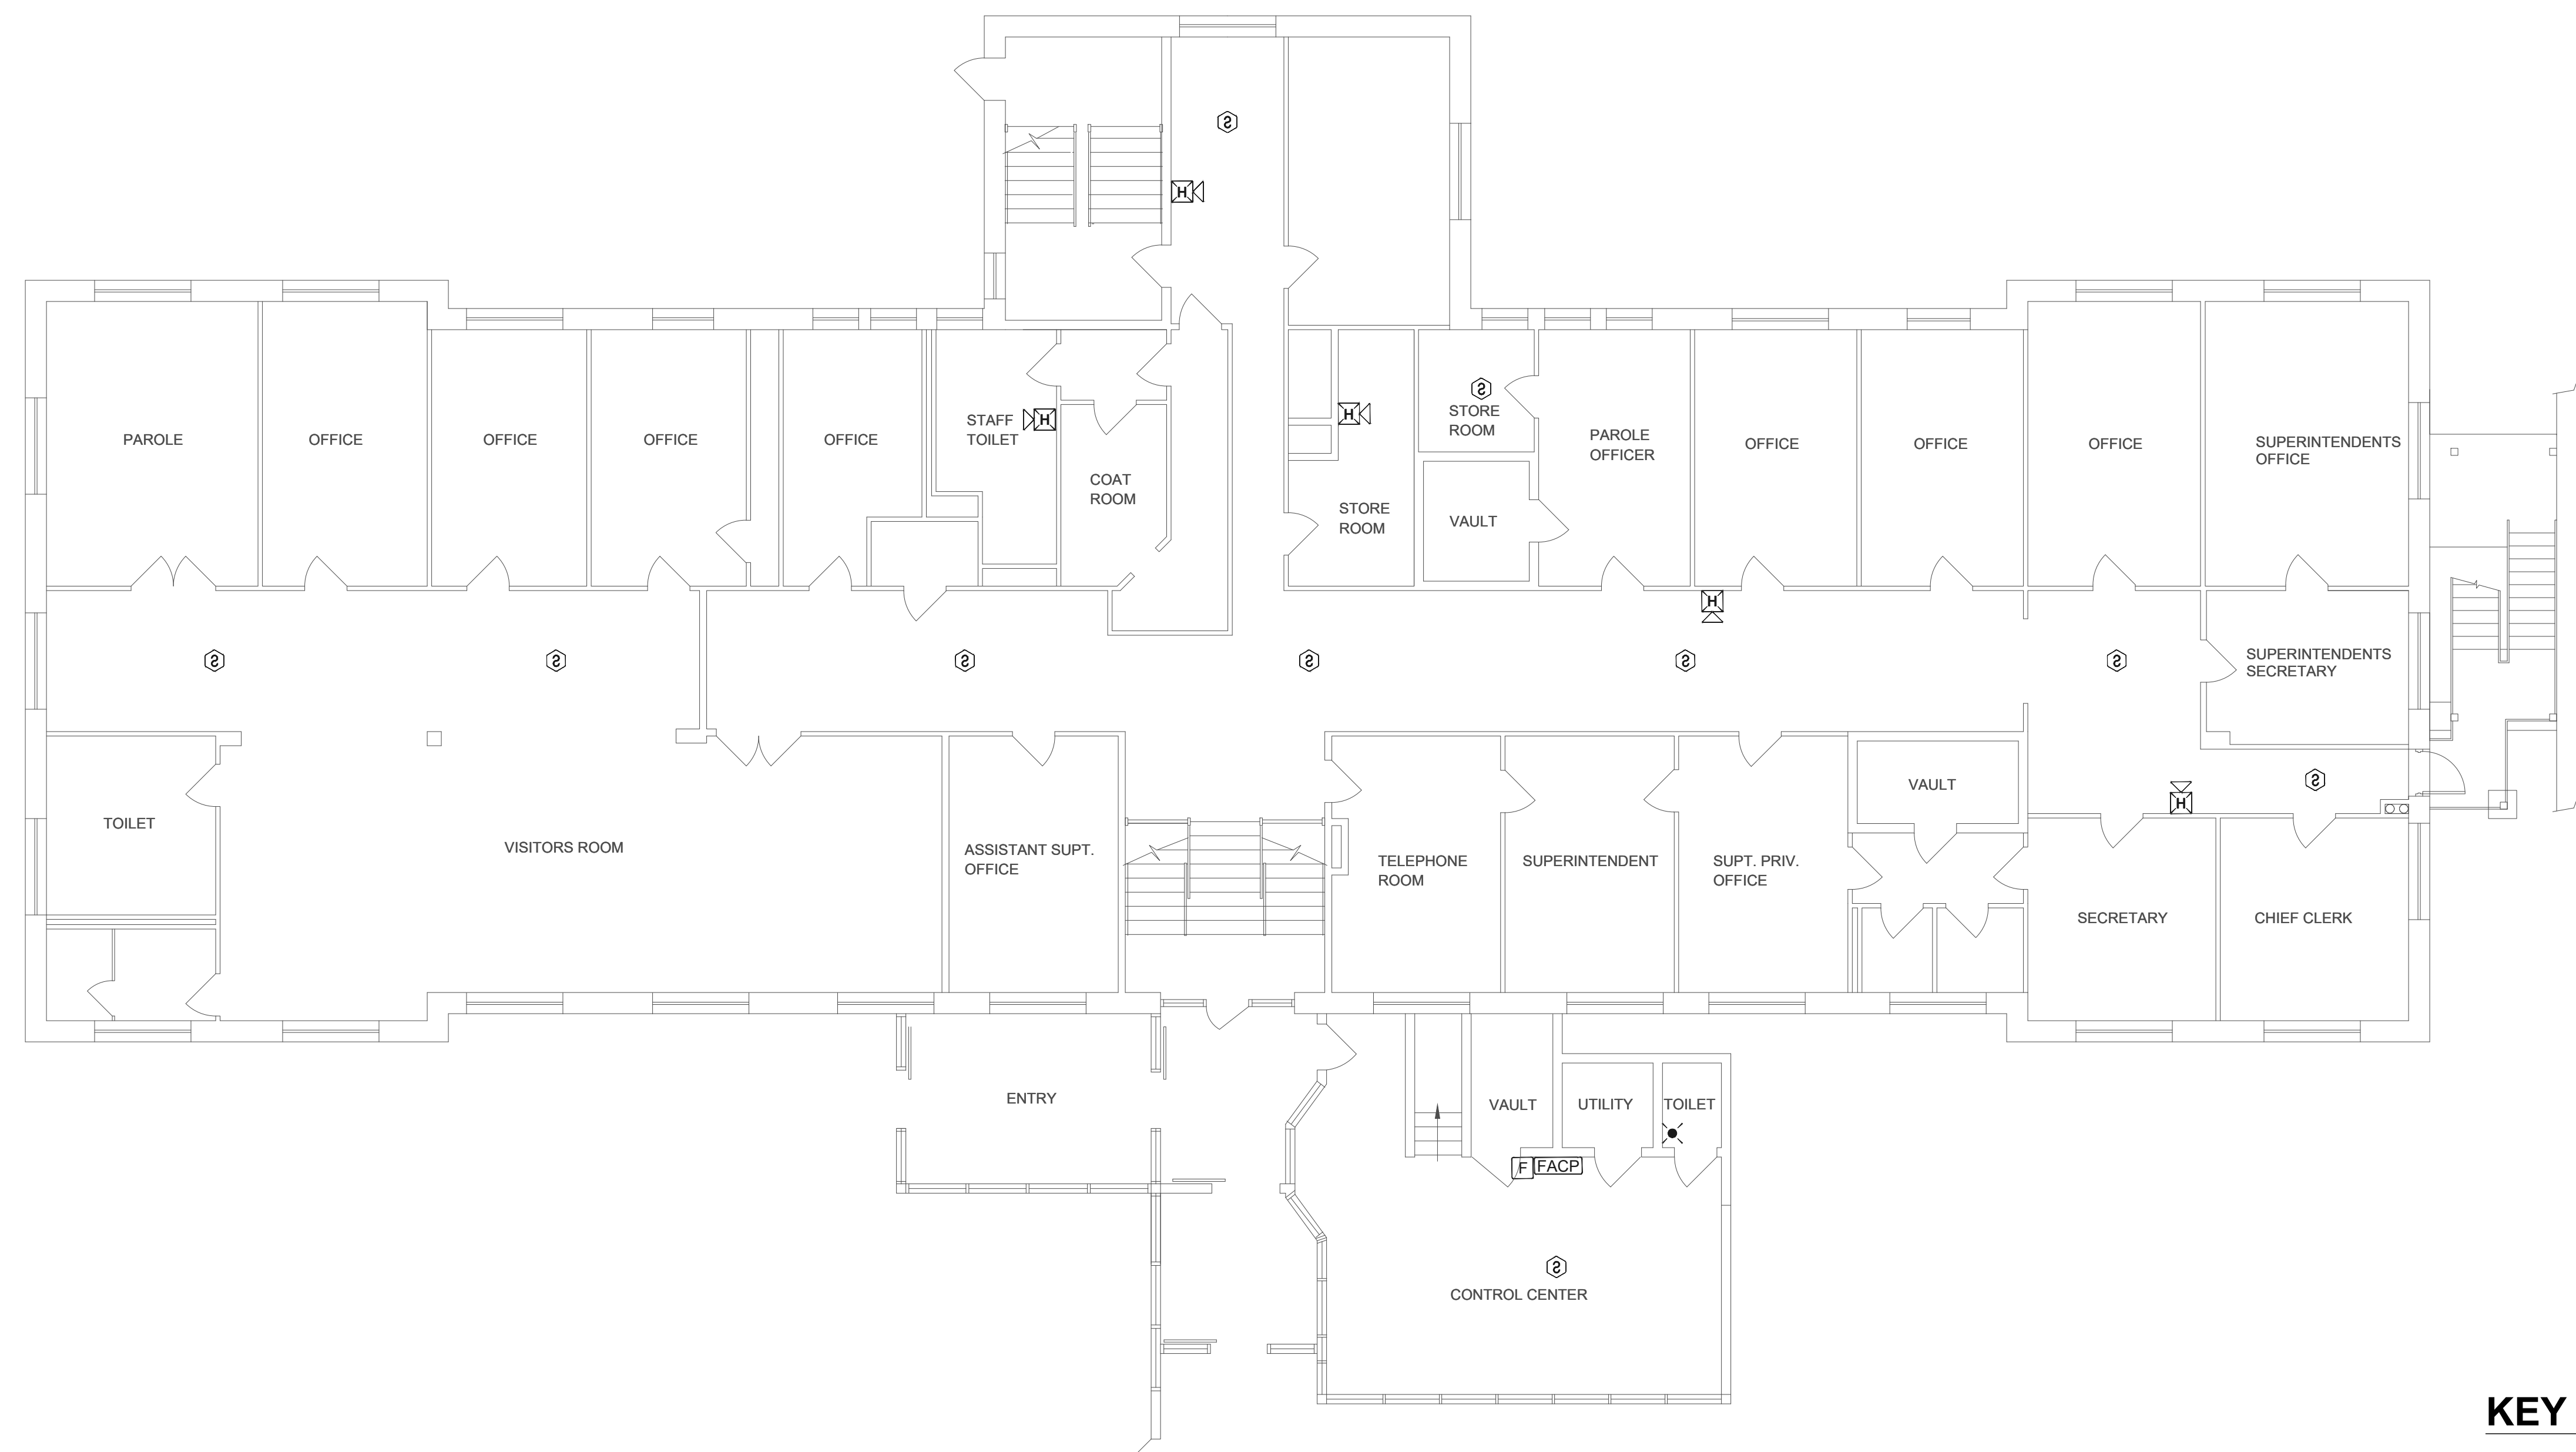 S
H
S
PAROLE
OFFICE
OFFICE
OFFICE
OFFICE
STAFF
TOILET
H
COAT
ROOM
H
STORE
ROOM
STORE
ROOM
VAULT
PAROLE
OFFICER
OFFICE
OFFICE
OFFICE
SUPERINTENDENTS
OFFICE
H
S
S
S
S
S
S
SUPERINTENDENTS
SECRETARY
S
H
TOILET
VISITORS ROOM
ASSISTANT SUPT.
OFFICE
TELEPHONE
ROOM
SUPERINTENDENT
SUPT. PRIV.
OFFICE
VAULT
SECRETARY
CHIEF CLERK
ENTRY
VAULT
UTILITY
TOILET
F FACP
S
CONTROL CENTER
KEY